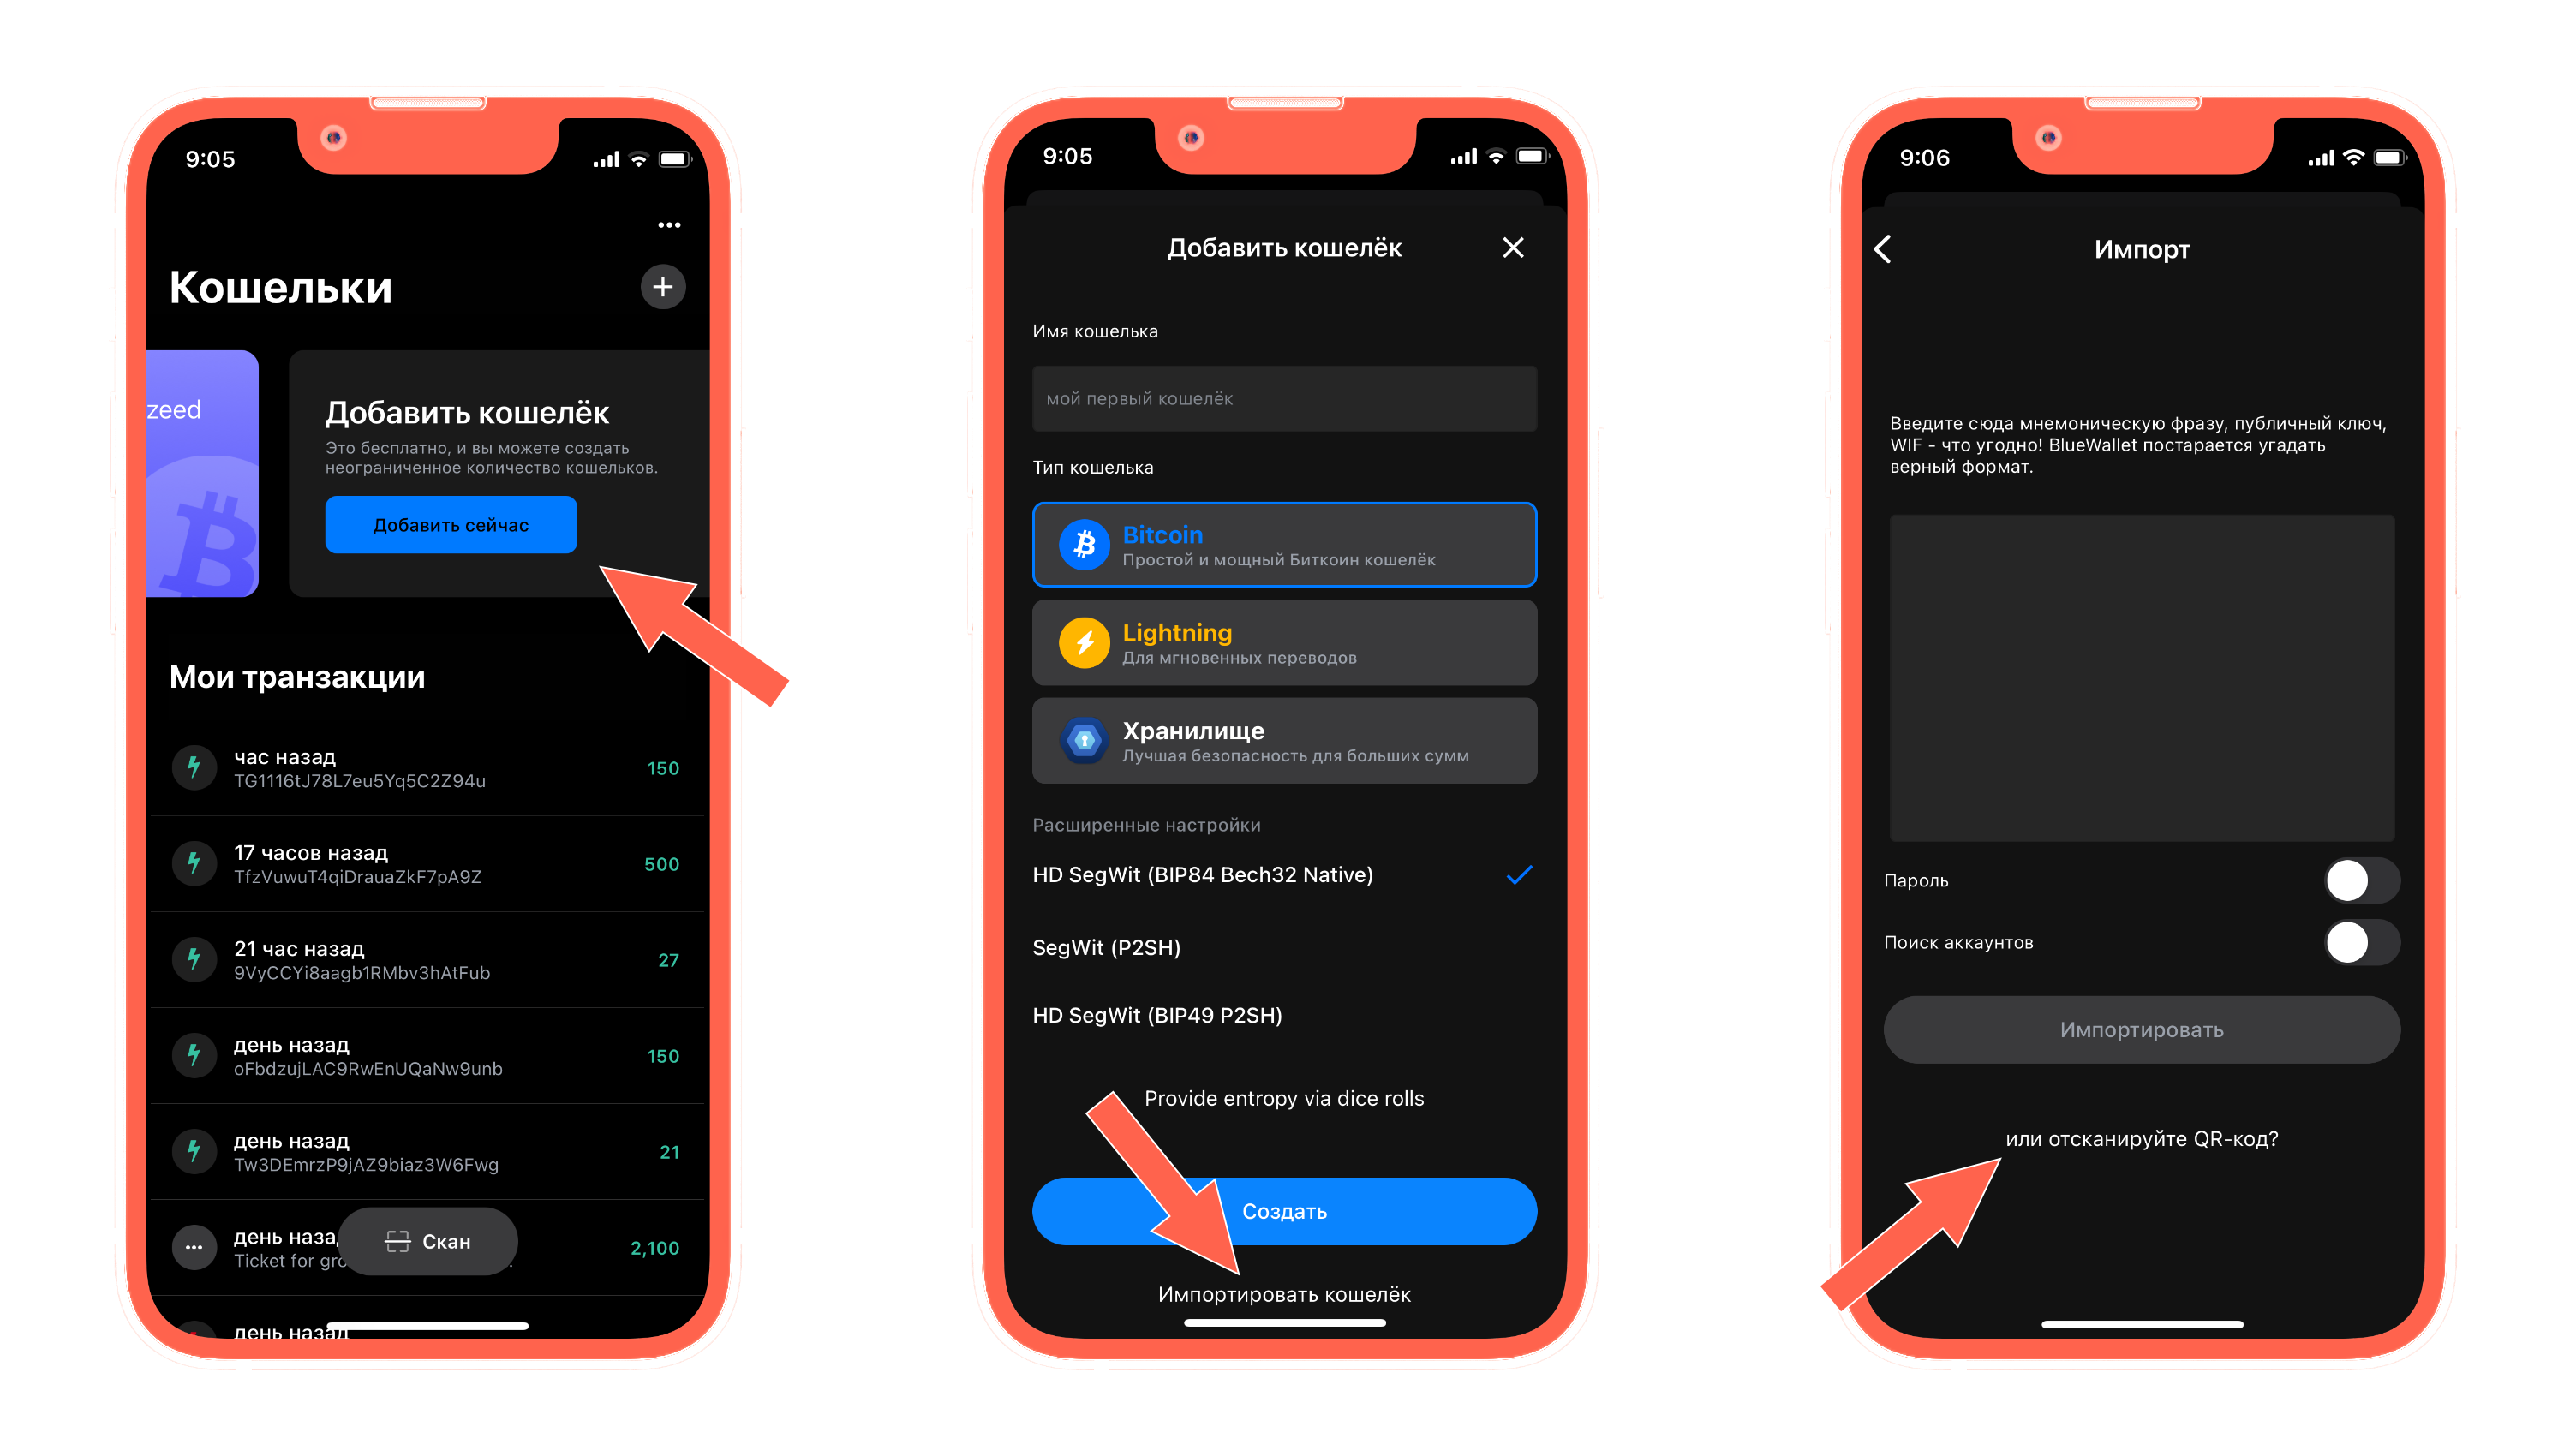 9:05
Кошельки
zeed
Добавить кошелёк
Это бесплатно, и вы можете создать
неограниченное количество кошельков.
Добавить сейчас
Мои транзакции
час назад
150
TG1116tJ78L7eu5Yq5C2Z94u
17 часов назад
500
TfzVuwuT4qiDrauaZkF7pA9Z
21 час назад
27
9VyCCYi8aagb1RMbv3hAtFub
день назад
150
oFbdzujLAC9RwEnUQaNw9unb
день назад
21
Tw3DEmrzP9jAZ9biaz3W6Fwg
день назад
2,100
Ticket for gro
Скан
день назад
9:05
Добавить кошелёк
Имя кошелька
мой первый кошелёк
Тип кошелька
Bitcoin
Простой и мощный Биткоин кошелёк
Lightning
Для мгновенных переводов
Хранилище
Лучшая безопасность для больших сумм
Расширенные настройки
HD SegWit (BIP84 Bech32 Native)
SegWit (P2SH)
HD SegWit (BIP49 P2SH)
Provide entropy via dice rolls
Создать
Импортировать кошелёк
9:06
Импорт
Введите сюда мнемоническую фразу, публичный ключ,
WIF - что угодно! BlueWallet постарается угадать
верный формат.
Пароль
Поиск аккаунтов
Импортировать
или отсканируйте QR-код?